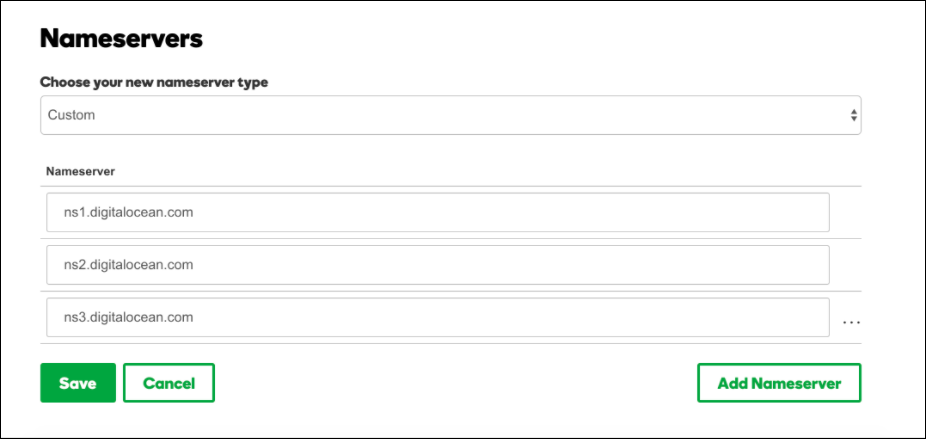 Nameservers
Choose your new nameserver type
Custom
Nameserver
ns1.digitalocean.com
ns2.digitalocean.com
ns3.digitalocean.com
...
Save Cancel Add Nameserver